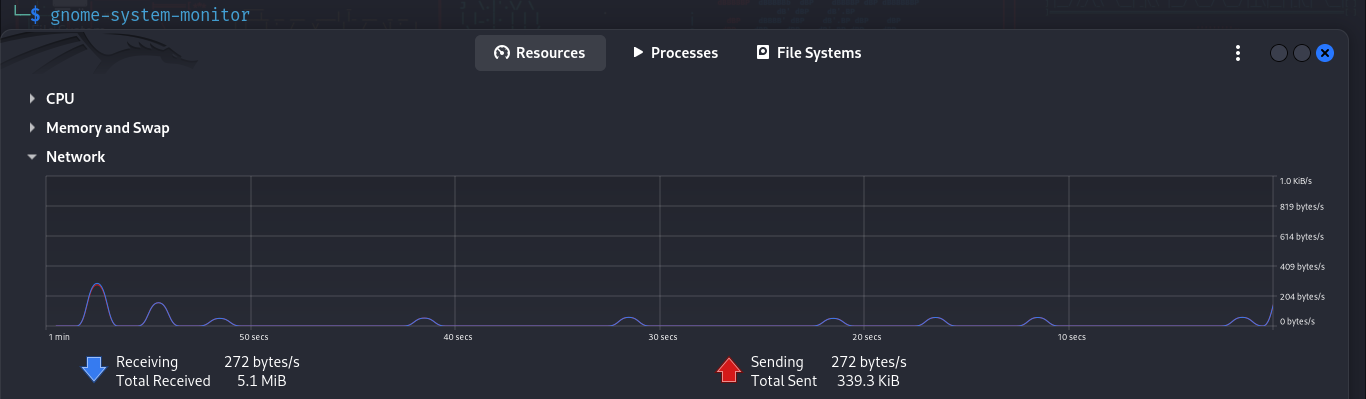 └─$ gnome-system-monitor
Resources Processes File Systems
CPU
Memory and Swap
Network
1.0 KiB/s
819 bytes/s
614 bytes/s
409 bytes/s
204 bytes/s
0 bytes/s
1 min 50 secs 40 secs 30 secs 20 secs 10 secs
Receiving 272 bytes/s Sending 272 bytes/s
Total Received 5.1 MiB Total Sent 339.3 KiB